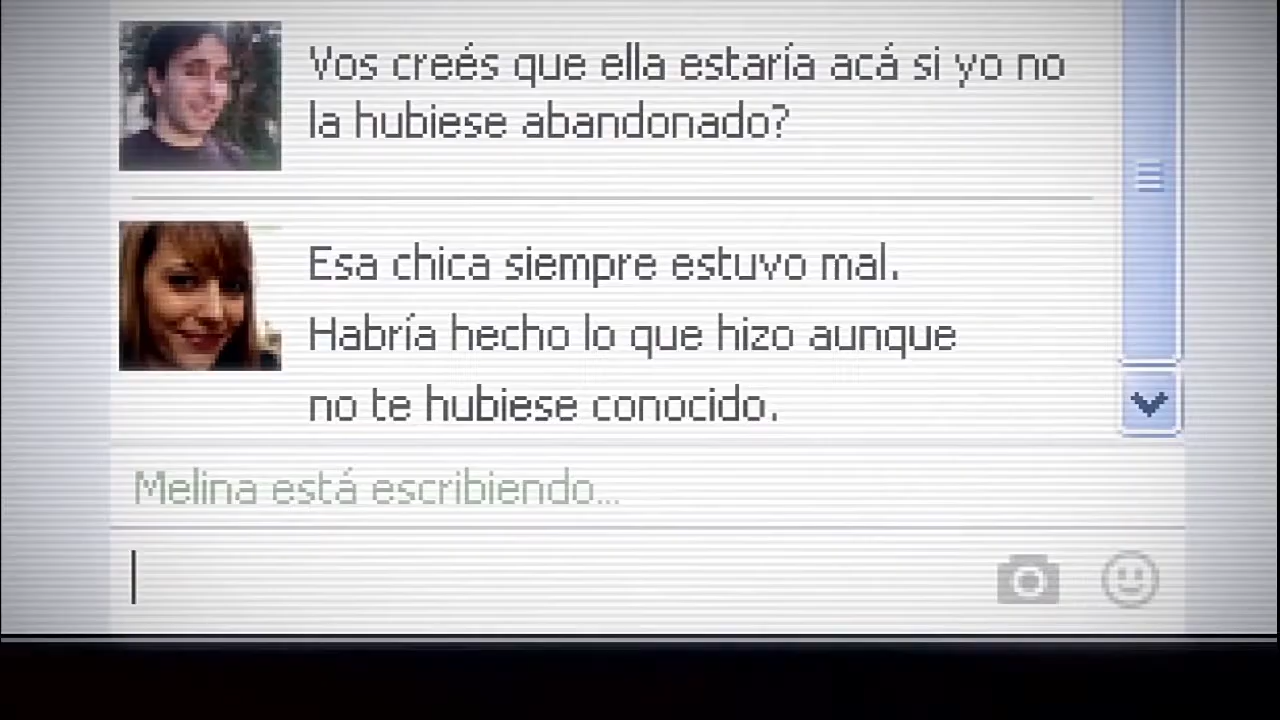 Vos creés que ella estaría acá si yo no
la hubiese abandonado?
Esa chica siempre estuvo mal.
Habría hecho lo que hizo aunque
no te hubiese conocido.
Melina está escribiendo...